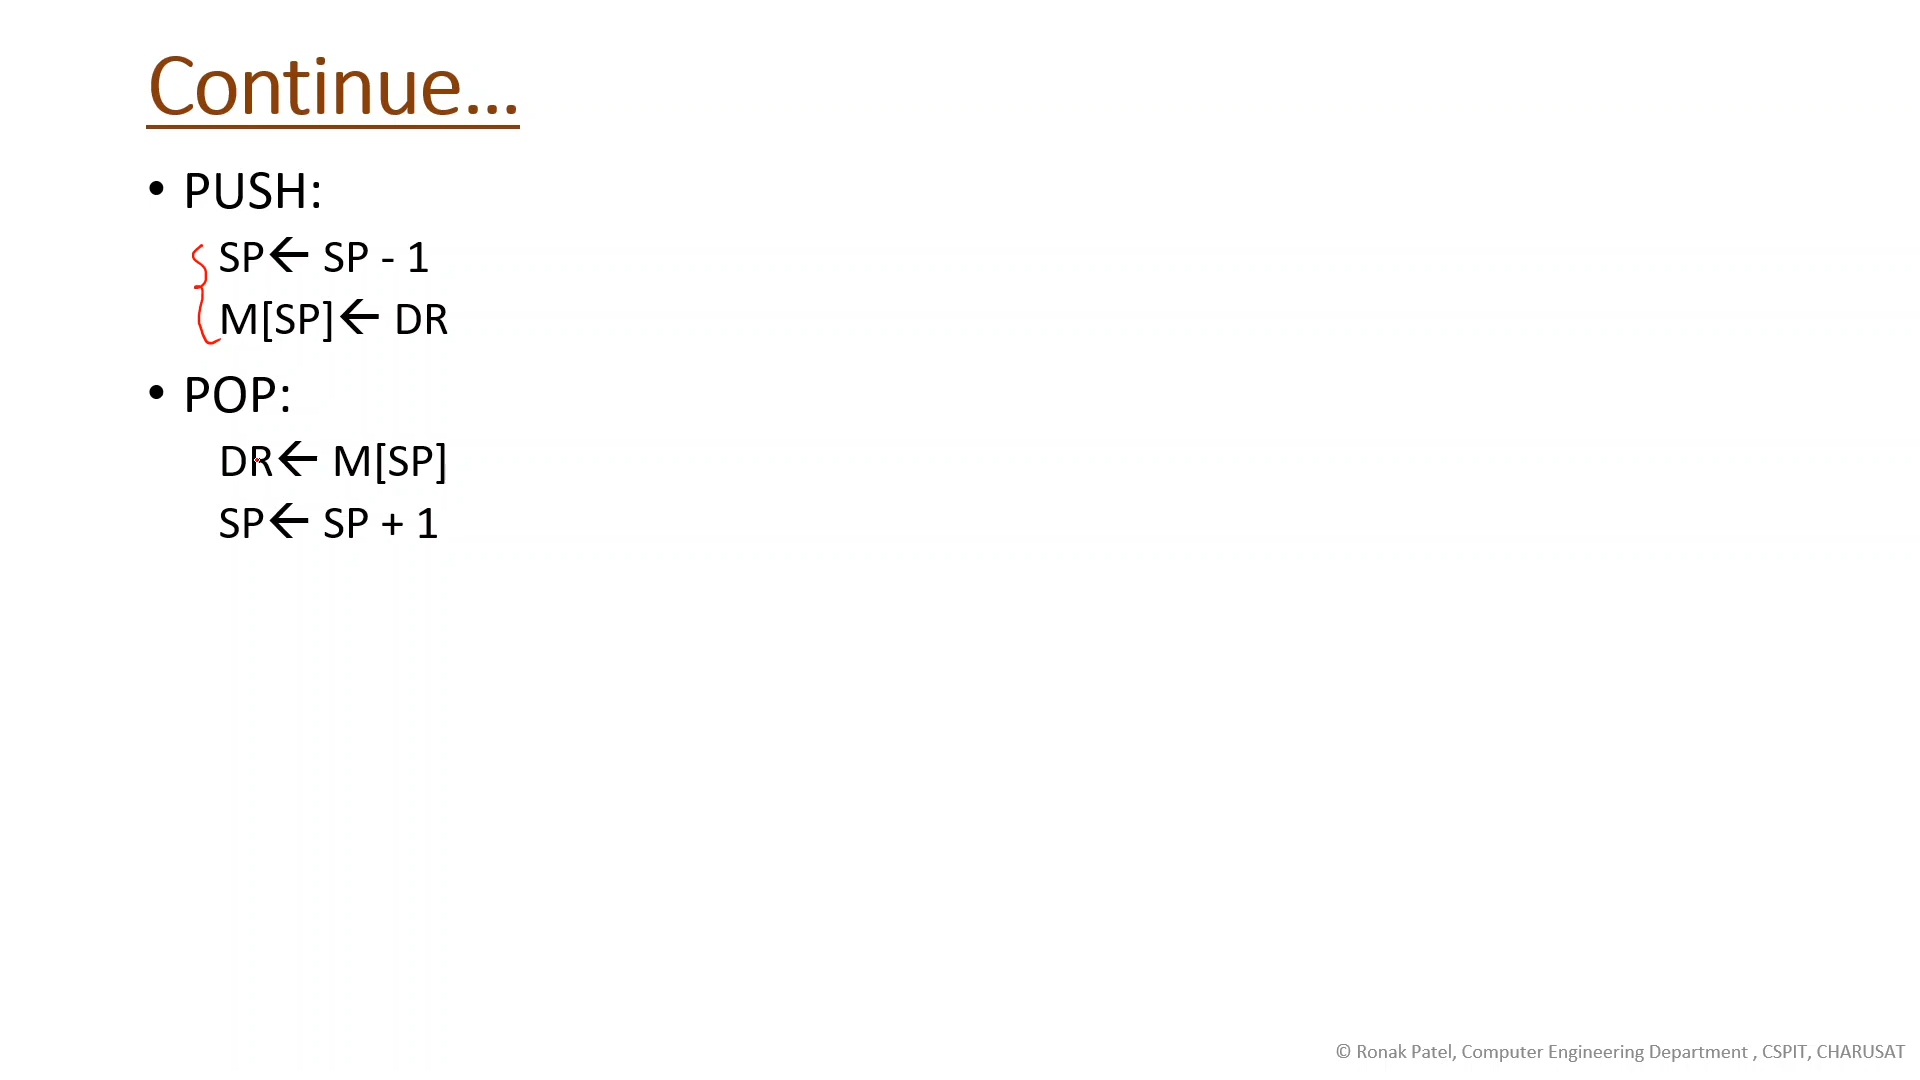 Continue...
• PUSH:
SP← SP - 1
M[SP]← DR
• POP:
DR← M[SP]
SP← SP + 1
© Ronak Patel, Computer Engineering Department , CSPIT, CHARUSAT